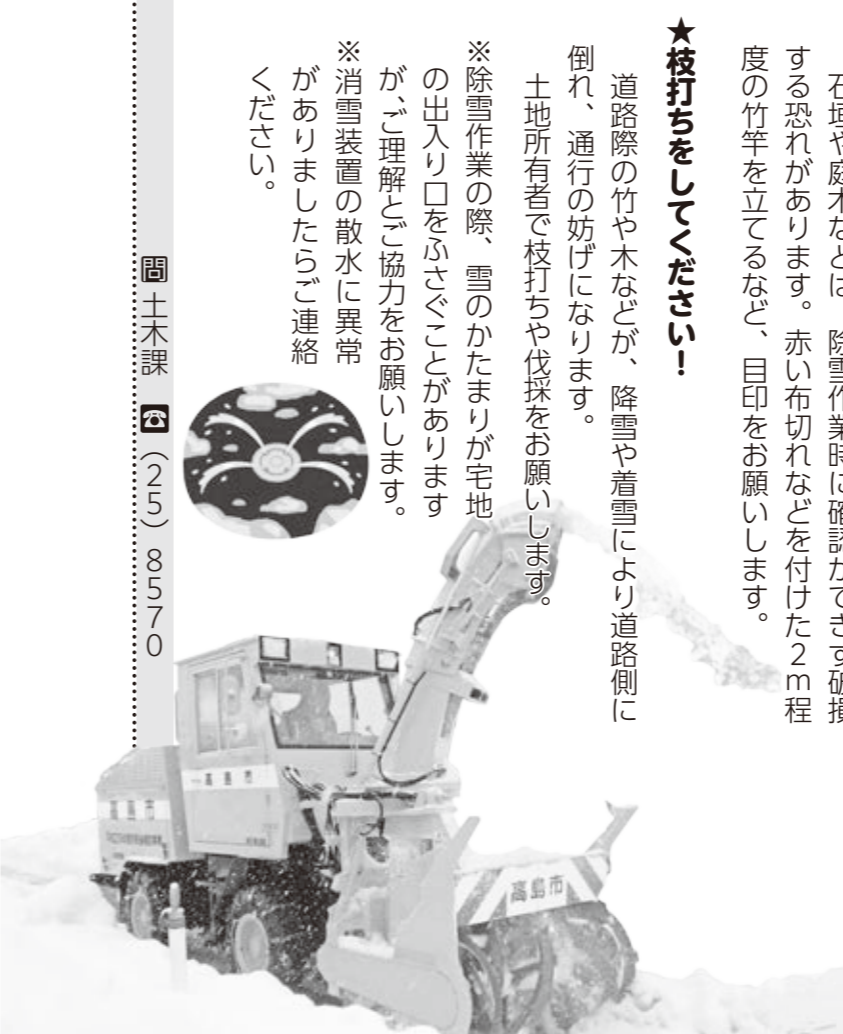 石垣や庭木などは、除雪作業時に確認ができず破損
する恐れがあります。赤い布切れなどを付けた2m程
度の竹竿を立てるなど、目印をお願いします。
★枝打ちをしてください！
道路際の竹や木などが、降雪や着雪により道路側に
倒れ、通行の妨げになります。
土地所有者で枝打ちや伐採をお願いします。
※除雪作業の際、雪のかたまりが宅地
の出入り口をふさぐことがあります
が、ご理解とご協力をお願いします。
※消雪装置の散水に異常
がありましたらご連絡
ください。
問 土木課 ☎（25）8570
高島市
高島市
高島市